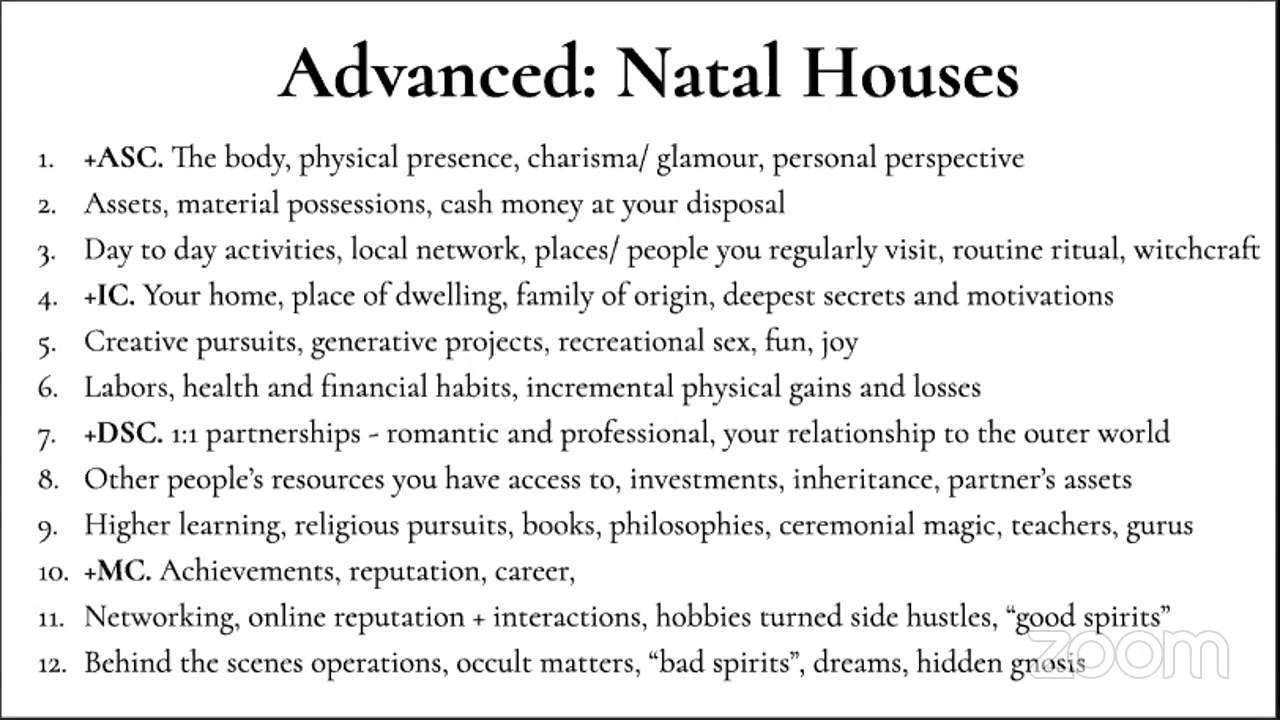 Advanced: Natal Houses
1. +ASC. The body, physical presence, charisma/ glamour, personal perspective
2. Assets, material possessions, cash money at your disposal
3. Day to day activities, local network, places/ people you regularly visit, routine ritual, witchcraft
4. +IC. Your home, place of dwelling, family of origin, deepest secrets and motivations
5. Creative pursuits, generative projects, recreational sex, fun, joy
6. Labors, health and financial habits, incremental physical gains and losses
7. +DSC. 1:1 partnerships - romantic and professional, your relationship to the outer world
8. Other people’s resources you have access to, investments, inheritance, partner’s assets
9. Higher learning, religious pursuits, books, philosophies, ceremonial magic, teachers, gurus
10. +MC. Achievements, reputation, career,
11. Networking, online reputation + interactions, hobbies turned side hustles, “good spirits”
12. Behind the scenes operations, occult matters, “bad spirits”, dreams, hidden gnosis
zoom